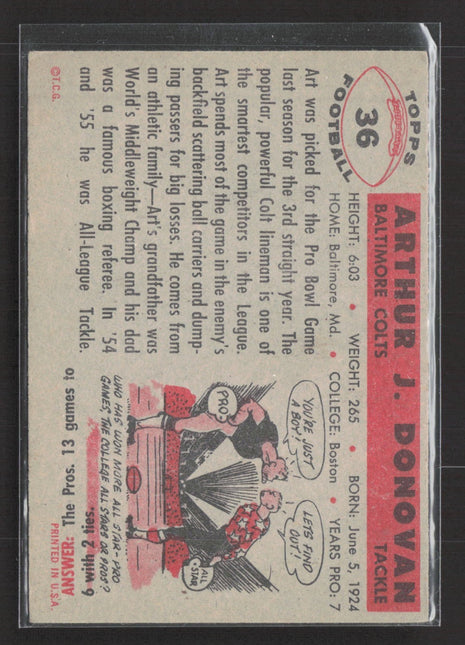 TOPPS
36
FOOTBALL
ARTHUR J. DONOVAN
BALTIMORE COLTS TACKLE
HEIGHT: 6:03 • WEIGHT: 265 • BORN: June 5, 1924
HOME: Baltimore, Md. • COLLEGE: Boston • YEARS PRO: 7
Art was picked for the Pro Bowl Game
last season for the 3rd straight year. The
popular, powerful Colt lineman is one of
the smartest competitors in the League.
Art spends most of the game in the enemy's
backfield scattering ball carriers and dump-
ing passers for big losses. He comes from
an athletic family—Art's grandfather was
World's Middleweight Champ and his dad
was a famous boxing referee. In '54
and '55 he was All-League Tackle.
©T.C.G.
YOU'RE JUST
A BOY!
LET'S FIND
OUT!
PRO
ALL
STAR
WHO HAS WON MORE ALL STAR-PRO
GAMES, THE COLLEGE ALL STARS OR PROS?
ANSWER: The Pros. 13 games to
6 with 2 ties.
PRINTED IN U.S.A.